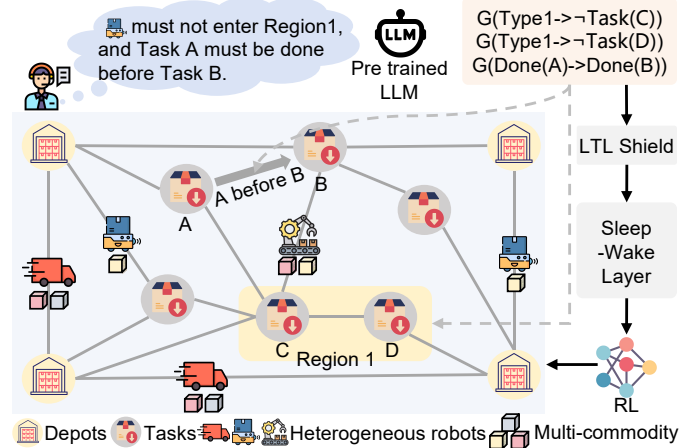 must not enter Region1,
and Task A must be done
before Task B.
LLM
Pre trained
LLM
G(Type1->¬Task(C))
G(Type1->¬Task(D))
G(Done(A)->Done(B))
LTL Shield
Sleep
-Wake
Layer
RL
A
A before B
B
C
D
Region 1
Depots
Tasks
Heterogeneous robots
Multi-commodity